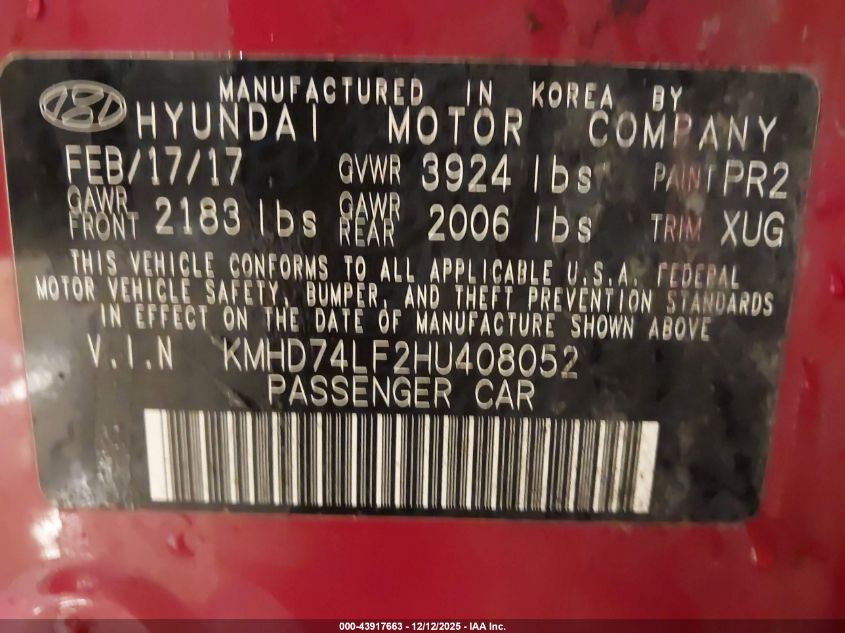 MANUFACTURED IN KOREA BY
HYUNDAI MOTOR COMPANY
FEB/17/17 GVWR 3924 lbs PAINT PR2
GAWR FRONT 2183 lbs GAWR REAR 2006 lbs TRIM XUG
THIS VEHICLE CONFORMS TO ALL APPLICABLE U.S.A. FEDERAL
MOTOR VEHICLE SAFETY, BUMPER, AND THEFT PREVENTION STANDARDS
IN EFFECT ON THE DATE OF MANUFACTURE SHOWN ABOVE
V.I.N KMHD74LF2HU408052
PASSENGER CAR
000-43917663 - 12/12/2025 - IAA Inc.